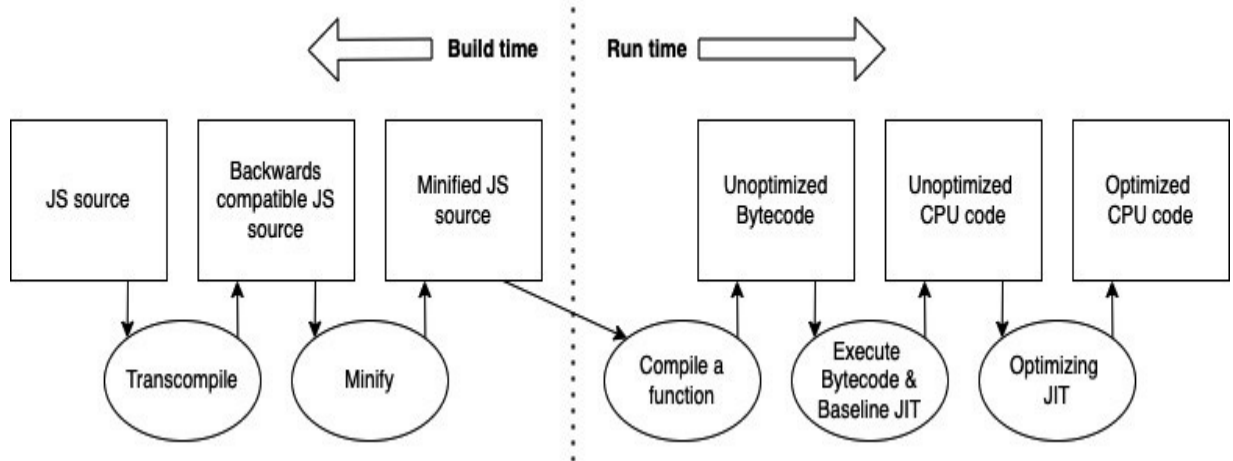 Build time
Run time
JS source
Backwards
compatible JS
source
Minified JS
source
Unoptimized
Bytecode
Unoptimized
CPU code
Optimized
CPU code
Transcompile
Minify
Compile a
function
Execute
Bytecode &
Baseline JIT
Optimizing
JIT